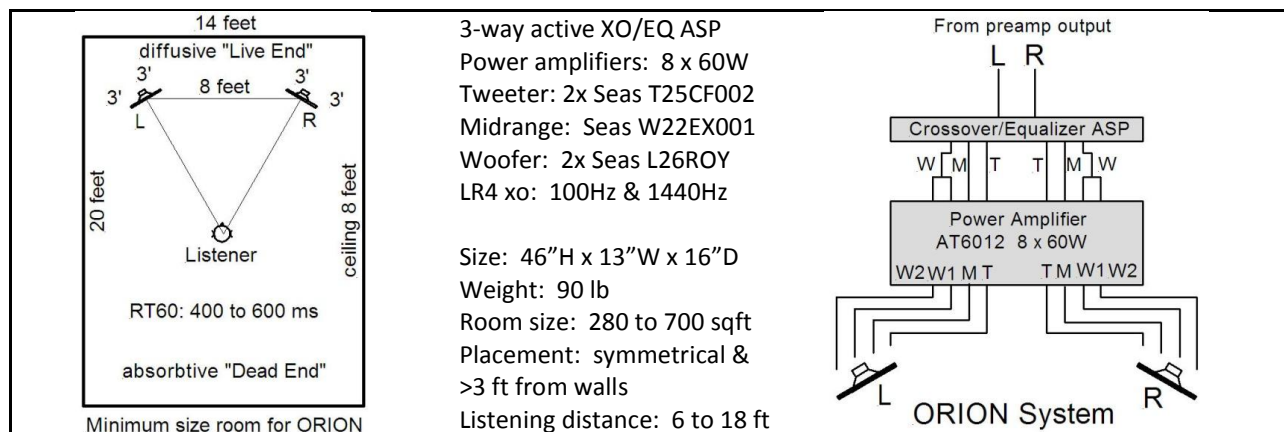 14 feet
diffusive "Live End"
3' 3'
8 feet
3' 3'
L
R
20 feet
ceiling 8 feet
Listener
RT60: 400 to 600 ms
absorbtive "Dead End"
Minimum size room for ORION
3-way active XO/EQ ASP
Power amplifiers: 8 x 60W
Tweeter: 2x Seas T25CF002
Midrange: Seas W22EX001
Woofer: 2x Seas L26ROY
LR4 xo: 100Hz & 1440Hz
Size: 46”H x 13”W x 16”D
Weight: 90 lb
Room size: 280 to 700 sqft
Placement: symmetrical &
>3 ft from walls
Listening distance: 6 to 18 ft
From preamp output
L R
Crossover/Equalizer ASP
W M T T M W
Power Amplifier
AT6012 8 x 60W
W2 W1 M T T M W1 W2
L
R
ORION System